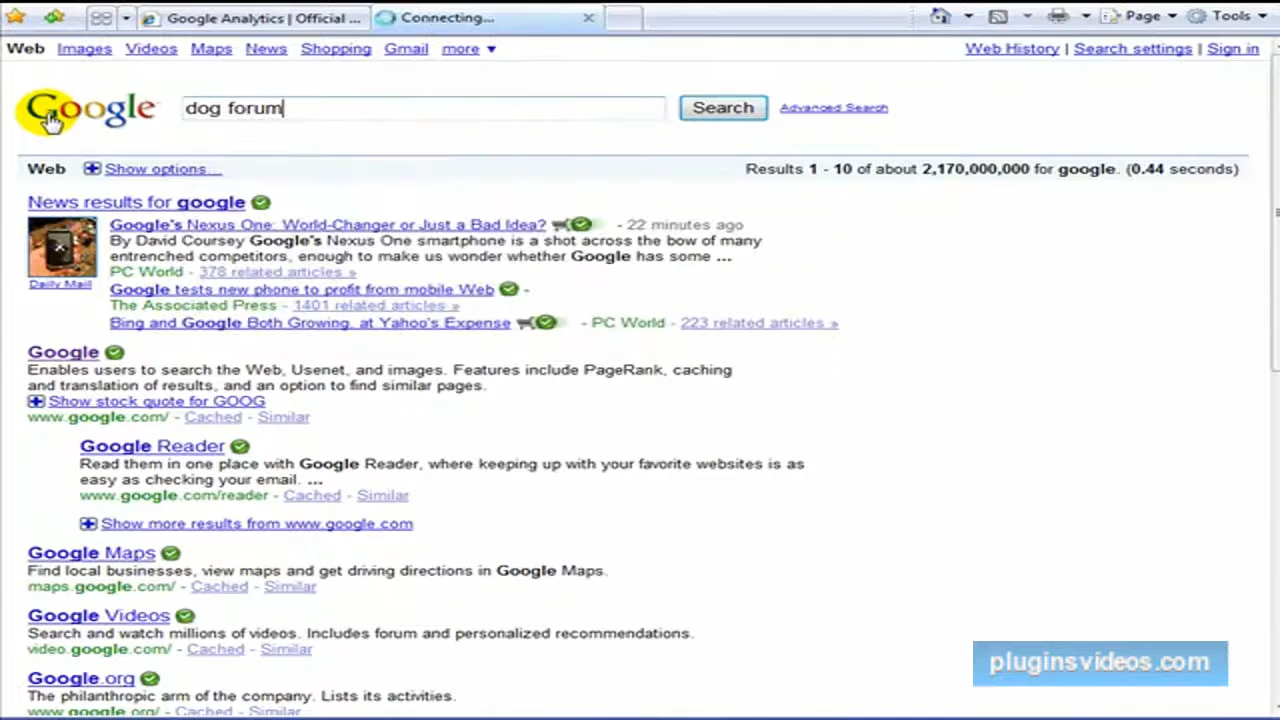 Google Analytics | Official ...
Connecting...
Page
Tools
Web Images Videos Maps News Shopping Gmail more ▼
Web History | Search settings | Sign in
Google
dog forum
Search
Advanced Search
Web
Show options...
Results 1 - 10 of about 2,170,000,000 for google. (0.44 seconds)
News results for google
Google's Nexus One: World-Changer or Just a Bad Idea? - 22 minutes ago
By David Coursey Google's Nexus One smartphone is a shot across the bow of many
entrenched competitors, enough to make us wonder whether Google has some ...
PC World - 378 related articles »
Daily Mail
Google tests new phone to profit from mobile Web -
The Associated Press - 1401 related articles »
Bing and Google Both Growing, at Yahoo's Expense - PC World - 223 related articles »
Google
Enables users to search the Web, Usenet, and images. Features include PageRank, caching
and translation of results, and an option to find similar pages.
Show stock quote for GOOG
www.google.com/ - Cached - Similar
Google Reader
Read them in one place with Google Reader, where keeping up with your favorite websites is as
easy as checking your email. ...
www.google.com/reader - Cached - Similar
Show more results from www.google.com
Google Maps
Find local businesses, view maps and get driving directions in Google Maps.
maps.google.com/ - Cached - Similar
Google Videos
Search and watch millions of videos. Includes forum and personalized recommendations.
video.google.com/ - Cached - Similar
Google.org
The philanthropic arm of the company. Lists its activities.
www.google.org/ - Cached - Similar
pluginsvideos.com